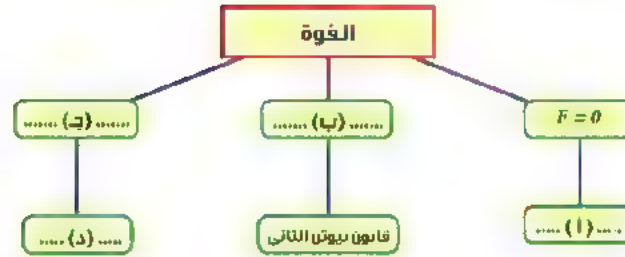 القوة
F = 0
...... (ب) ......
...... (جـ) ......
...... (أ) ......
قانون نيوتن الثاني
...... (د) ......